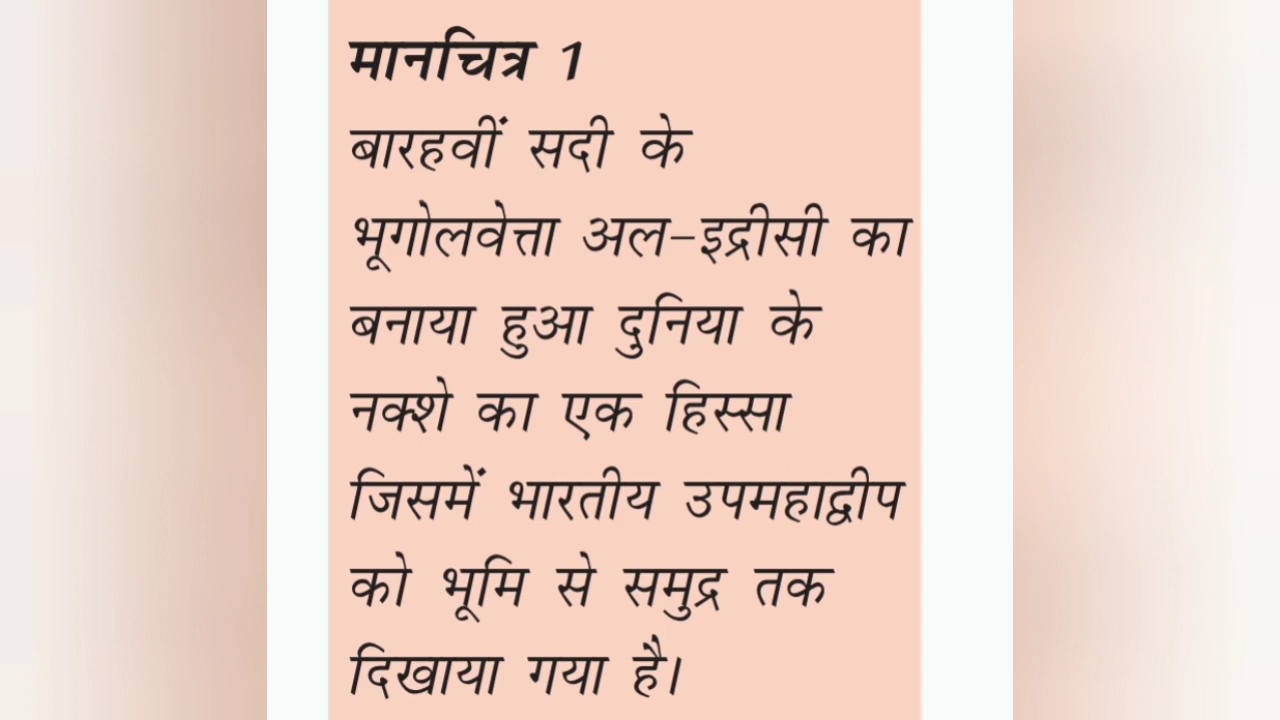 मानचित्र 1
बारहवीं सदी के
भूगोलवेत्ता अल-इद्रीसी का
बनाया हुआ दुनिया के
नक्शे का एक हिस्सा
जिसमें भारतीय उपमहाद्वीप
को भूमि से समुद्र तक
दिखाया गया है।